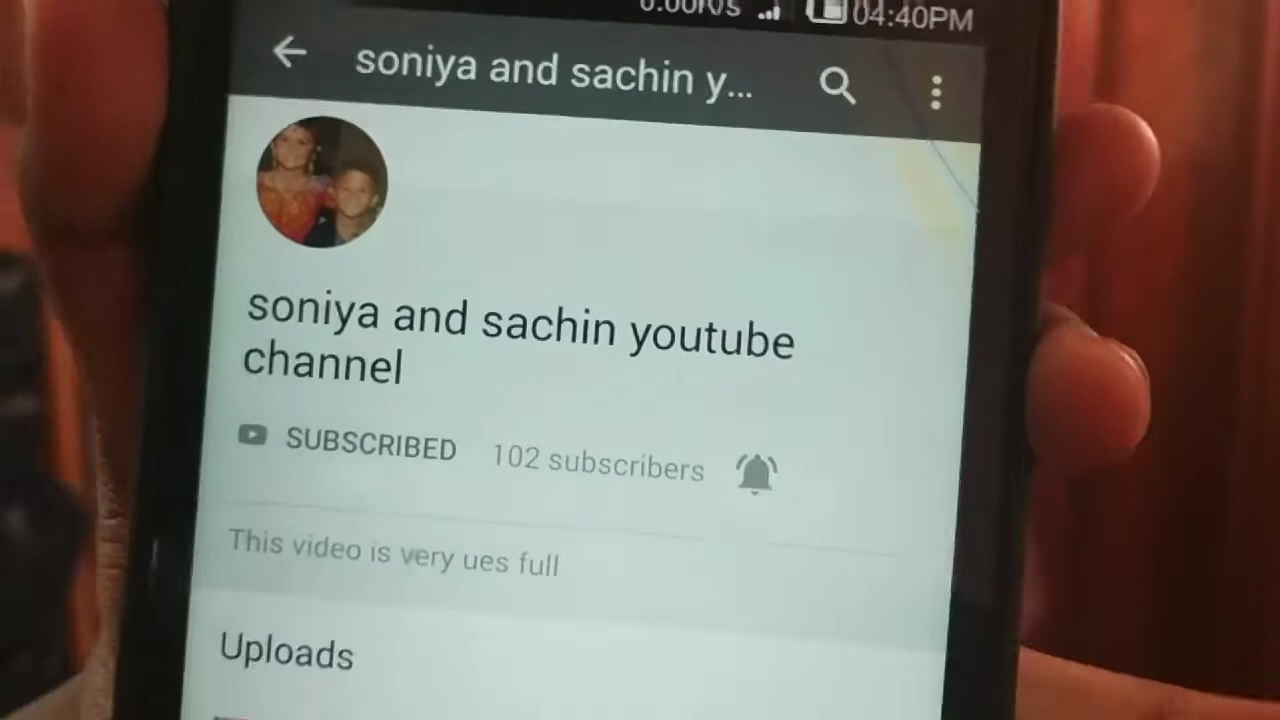 04:40PM
soniya and sachin y...
soniya and sachin youtube
channel
SUBSCRIBED 102 subscribers
This video is very ues full
Uploads